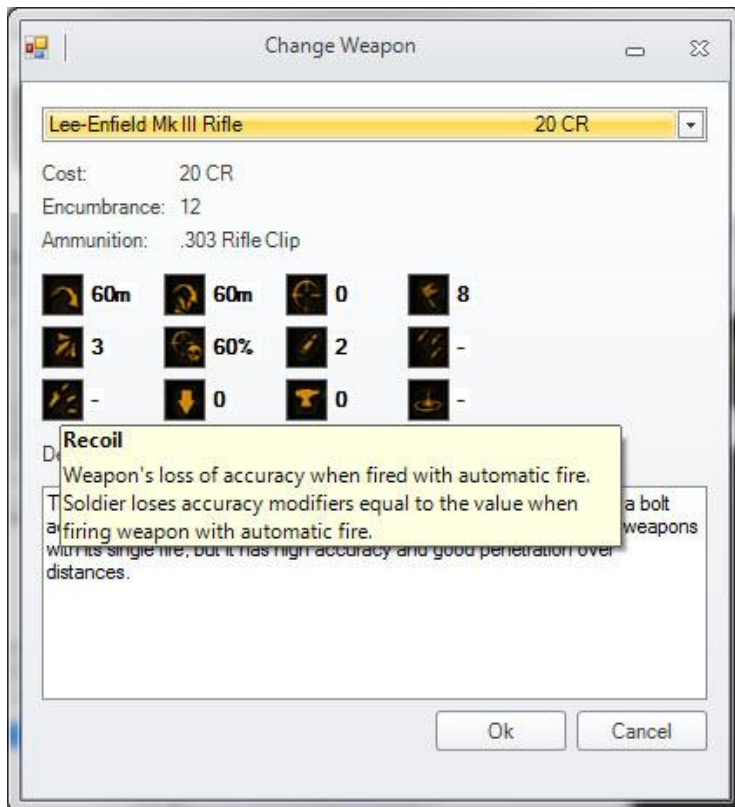 Change Weapon
Lee-Enfield Mk III Rifle 20 CR
Cost: 20 CR
Encumbrance: 12
Ammunition: .303 Rifle Clip
60m 60m 0 8
3 60% 2 -
- 0 0 -
Recoil
Weapon's loss of accuracy when fired with automatic fire.
Soldier loses accuracy modifiers equal to the value when
firing weapon with automatic fire.
a bolt
weapons
with its single fire, but it has high accuracy and good penetration over
distances.
Ok Cancel